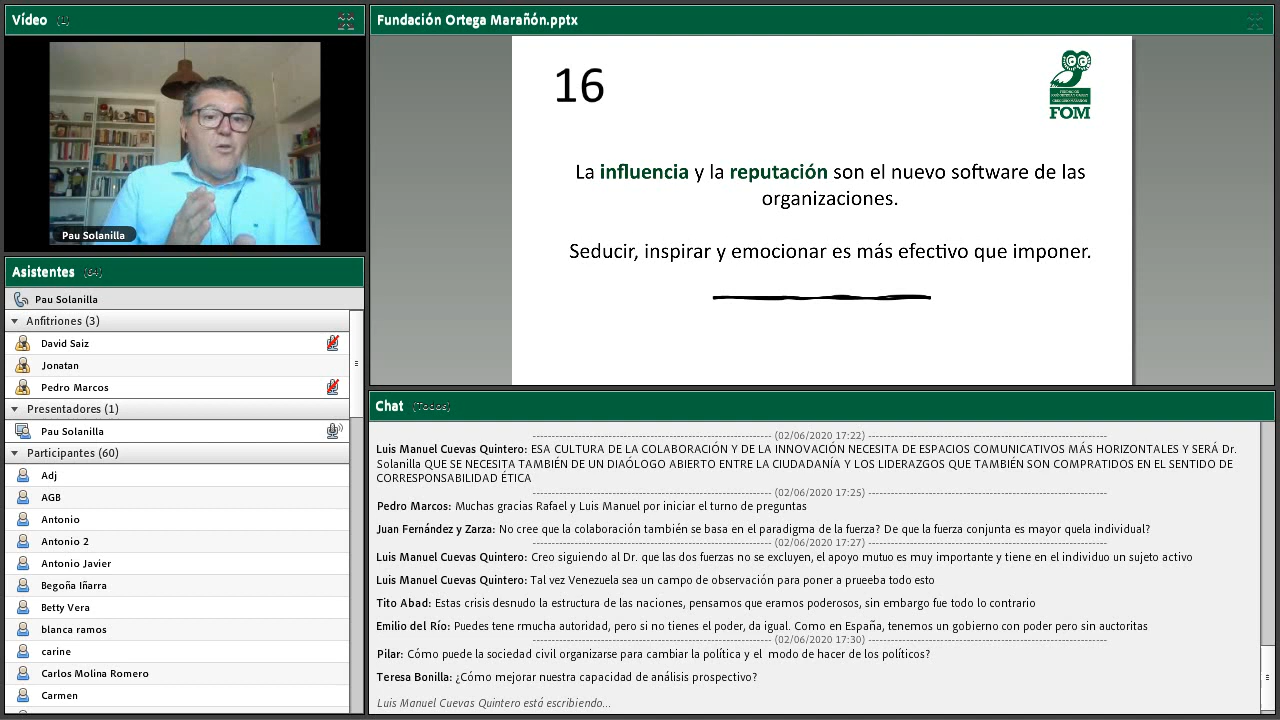 Vídeo (1)
Pau Solanilla
Asistentes (64)
Pau Solanilla
Anfitriones (3)
David Saiz
Jonatan
Pedro Marcos
Presentadores (1)
Pau Solanilla
Participantes (60)
Adj
AGB
Antonio
Antonio 2
Antonio Javier
Begoña Iñarra
Betty Vera
blanca ramos
carine
Carlos Molina Romero
Carmen
Fundación Ortega Marañón.pptx
16
FOM
La influencia y la reputación son el nuevo software de las
organizaciones.
Seducir, inspirar y emocionar es más efectivo que imponer.
Chat (Todos)
(02/06/2020 17:22)
Luis Manuel Cuevas Quintero: ESA CULTURA DE LA COLABORACIÓN Y DE LA INNOVACIÓN NECESITA DE ESPACIOS COMUNICATIVOS MÁS HORIZONTALES Y SERÁ Dr.
Solanilla QUE SE NECESITA TAMBIÉN DE UN DIAÓLOGO ABIERTO ENTRE LA CIUDADANÍA Y LOS LIDERAZGOS QUE TAMBIÉN SON COMPRATIDOS EN EL SENTIDO DE
CORRESPONSABILIDAD ÉTICA
(02/06/2020 17:25)
Pedro Marcos: Muchas gracias Rafael y Luis Manuel por iniciar el turno de preguntas
Juan Fernández y Zarza: No cree que la colaboración también se basa en el paradigma de la fuerza? De que la fuerza conjunta es mayor quela individual?
(02/06/2020 17:27)
Luis Manuel Cuevas Quintero: Creo siguiendo al Dr. que las dos fuerzas no se excluyen, el apoyo mutuo es muy importante y tiene en el individuo un sujeto activo
Luis Manuel Cuevas Quintero: Tal vez Venezuela sea un campo de observación para poner a prueeba todo esto
Tito Abad: Estas crisis desnudo la estructura de las naciones, pensamos que eramos poderosos, sin embargo fue todo lo contrario
Emilio del Río: Puedes tene rmucha autoridad, pero si no tienes el poder, da igual. Como en España, tenemos un gobierno con poder pero sin auctoritas
(02/06/2020 17:30)
Pilar: Cómo puede la sociedad civil organizarse para cambiar la política y el modo de hacer de los políticos?
Teresa Bonilla: ¿Cómo mejorar nuestra capacidad de análisis prospectivo?
Luis Manuel Cuevas Quintero está escribiendo...